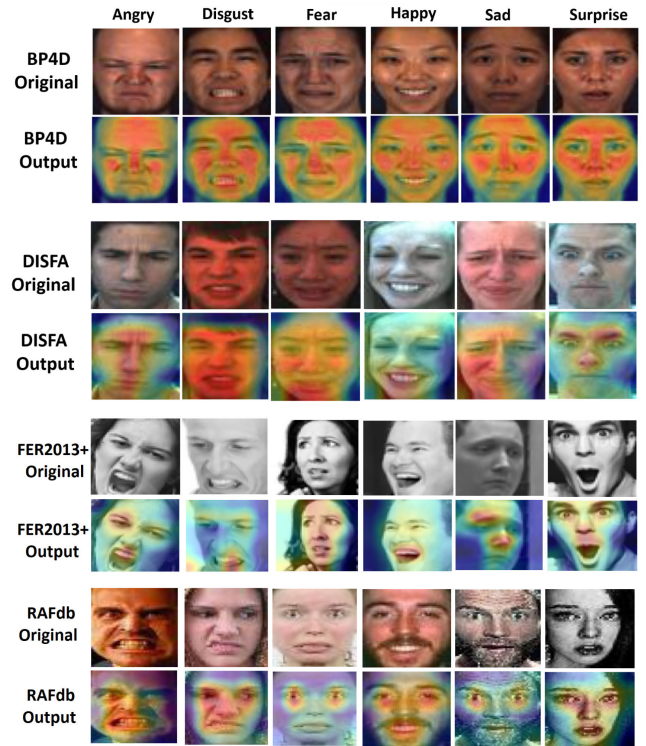 Angry Disgust Fear Happy Sad Surprise
BP4D
Original
BP4D
Output
DISFA
Original
DISFA
Output
FER2013+
Original
FER2013+
Output
RAFdb
Original
RAFdb
Output